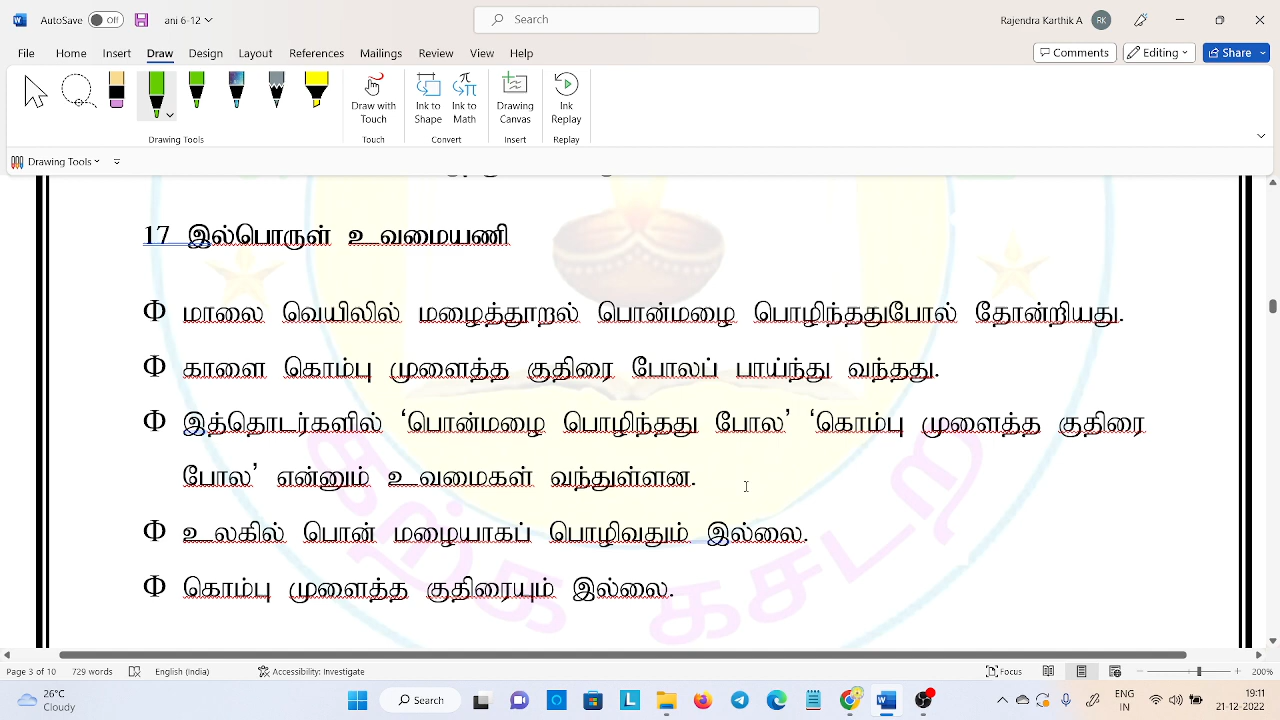 AutoSave Off ani 6-12 Search Rajendra Karthik A RK
File Home Insert Draw Design Layout References Mailings Review View Help Comments Editing Share
Draw with Touch Ink to Shape Ink to Math Drawing Canvas Ink Replay
Drawing Tools Touch Convert Insert Replay
Drawing Tools
17 இல்பொருள் உவமையணி
Φ மாலை வெயிலில் மழைத்தூறல் பொன்மழை பொழிந்ததுபோல் தோன்றியது.
Φ காளை கொம்பு முளைத்த குதிரை போலப் பாய்ந்து வந்தது.
Φ இத்தொடர்களில் ‘பொன்மழை பொழிந்தது போல’ ‘கொம்பு முளைத்த குதிரை
போல’ என்னும் உவமைகள் வந்துள்ளன.
Φ உலகில் பொன் மழையாகப் பொழிவதும் இல்லை.
Φ கொம்பு முளைத்த குதிரையும் இல்லை.
கசடற
Page 3 of 10 729 words English (India) Accessibility: Investigate Focus 200%
26°C Cloudy Search ENG IN 19:11 21-12-2022